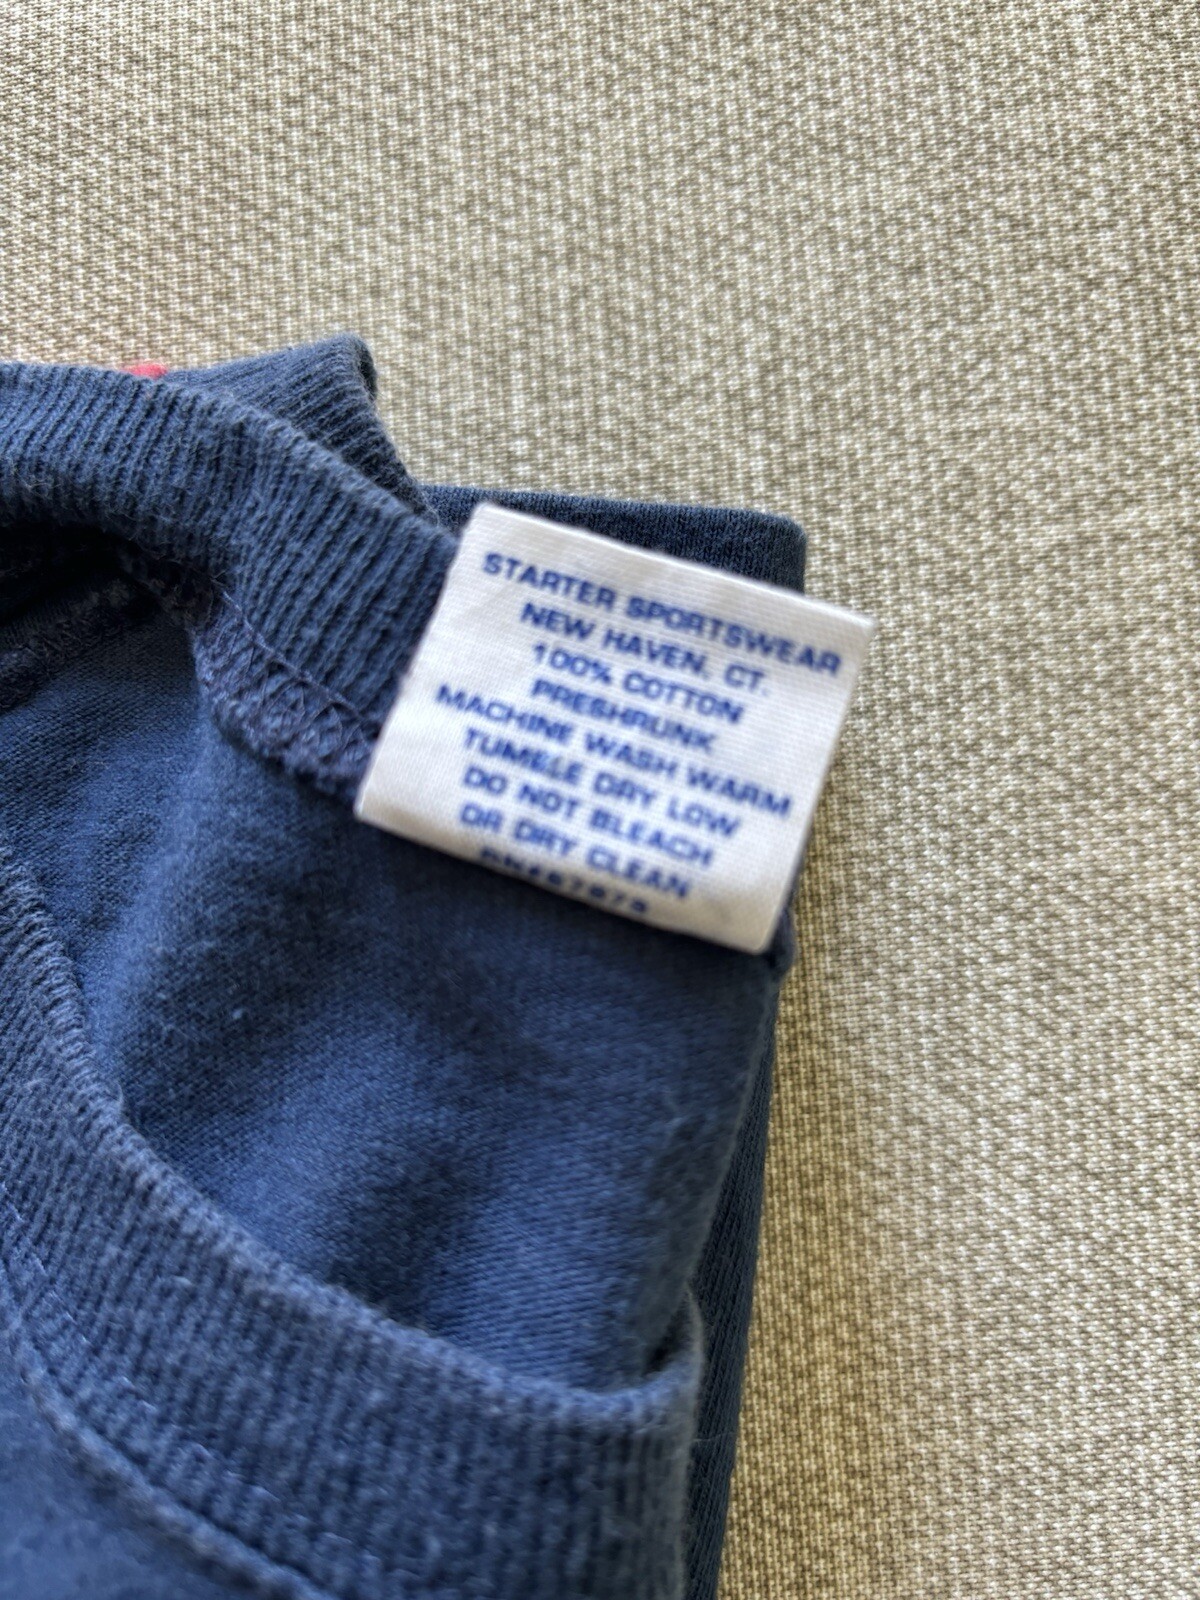 STARTER SPORTSWEAR
NEW HAVEN, CT.
100% COTTON
PRESHRUNK
MACHINE WASH WARM
TUMBLE DRY LOW
DO NOT BLEACH
OR DRY CLEAN